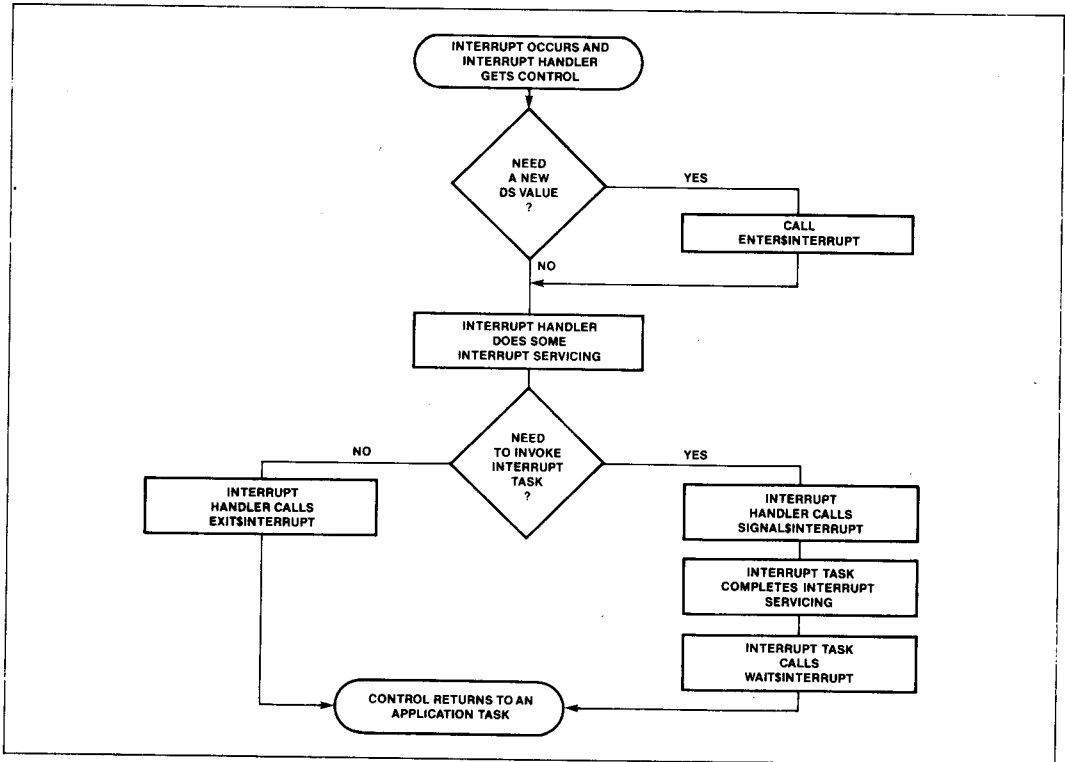 INTERRUPT OCCURS AND
INTERRUPT HANDLER
GETS CONTROL
NEED
A NEW
DS VALUE
?
YES
CALL
ENTER$INTERRUPT
NO
INTERRUPT HANDLER
DOES SOME
INTERRUPT SERVICING
NEED
TO INVOKE
INTERRUPT
TASK
?
NO
YES
INTERRUPT
HANDLER CALLS
EXIT$INTERRUPT
INTERRUPT
HANDLER CALLS
SIGNAL$INTERRUPT
INTERRUPT TASK
COMPLETES INTERRUPT
SERVICING
INTERRUPT TASK
CALLS
WAIT$INTERRUPT
CONTROL RETURNS TO AN
APPLICATION TASK